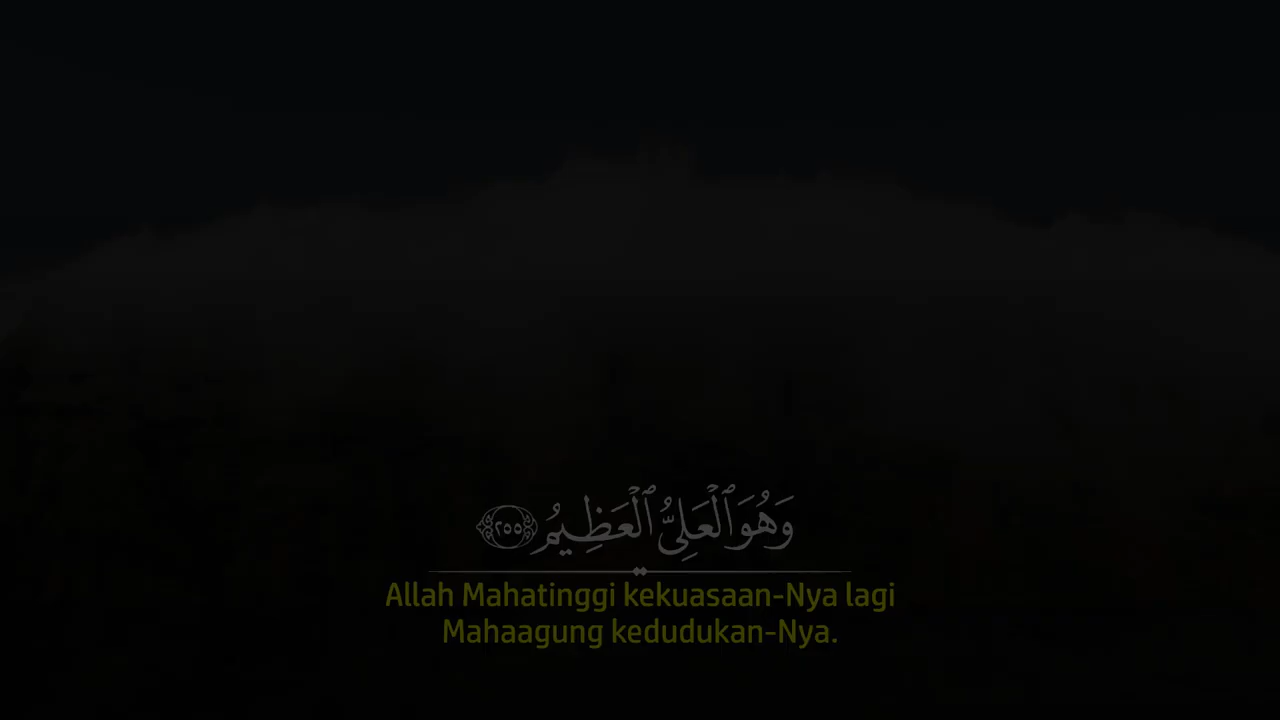 وَهُوَ ٱلْعَلِىُّ ٱلْعَظِيمُ ٢٥٥
Allah Mahatinggi kekuasaan-Nya lagi
Mahaagung kedudukan-Nya.